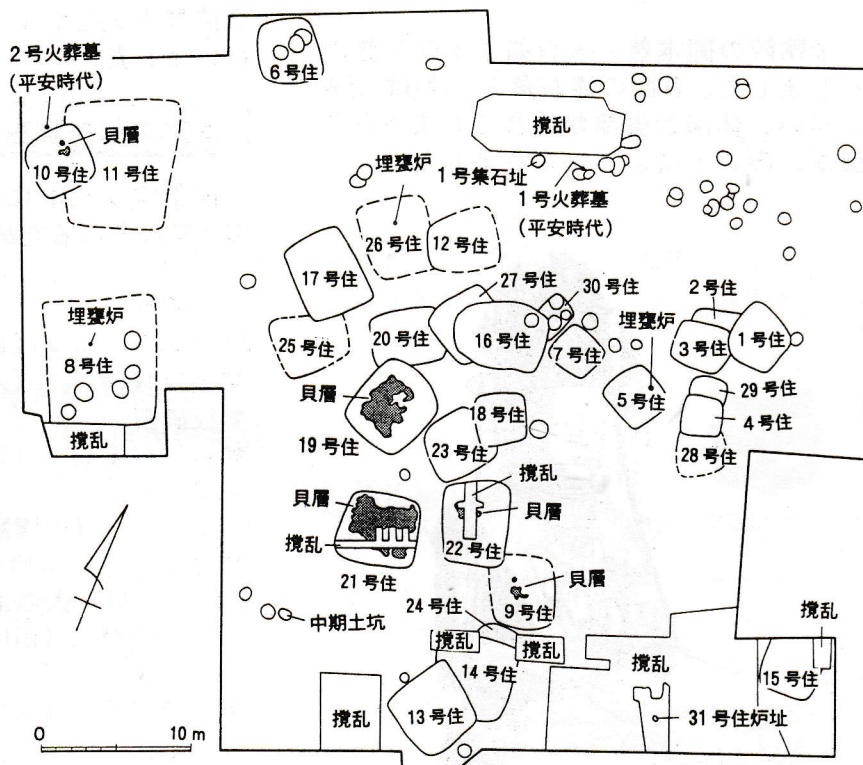 2号火葬墓
(平安時代)
6号住
貝層
10号住
11号住
攪乱
1号集石址
1号火葬墓
(平安時代)
埋甕炉
26号住
12号住
17号住
27号住
30号住
2号住
埋甕炉
8号住
25号住
20号住
16号住
7号住
埋甕炉
3号住
1号住
5号住
29号住
4号住
28号住
貝層
19号住
18号住
23号住
攪乱
攪乱
貝層
攪乱
21号住
貝層
22号住
貝層
9号住
24号住
中期土坑
攪乱
攪乱
14号住
攪乱
攪乱
15号住
13号住
攪乱
31号住炉址
0
10 m